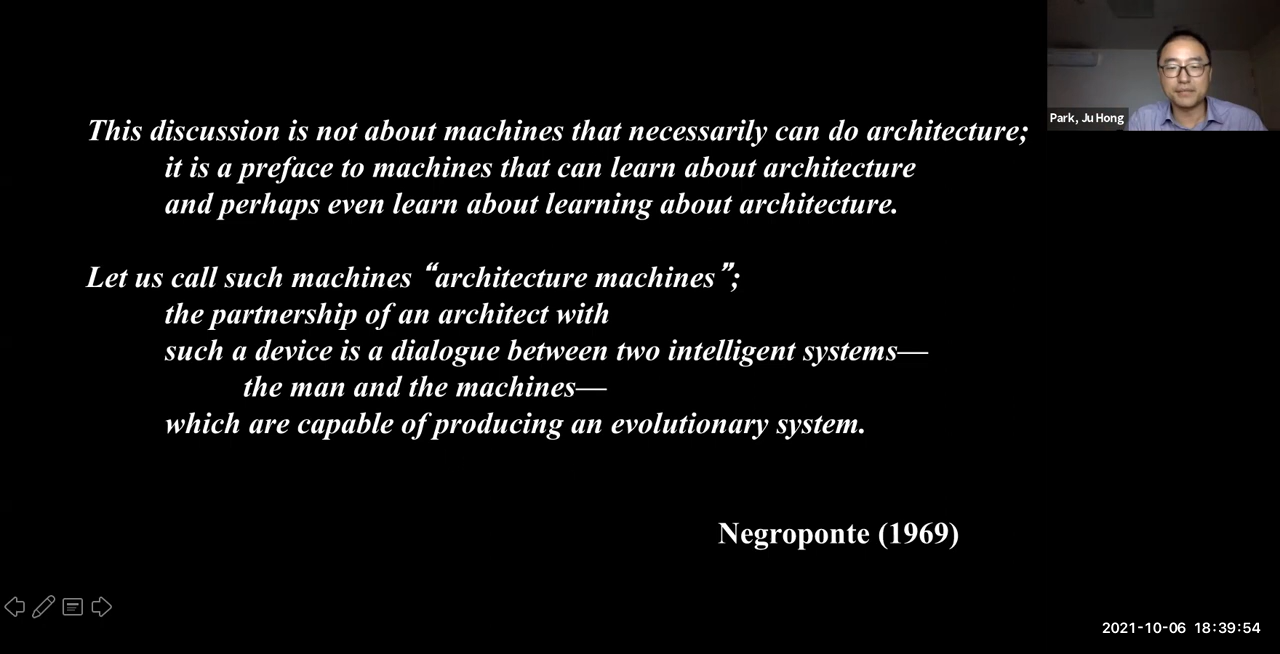 This discussion is not about machines that necessarily can do architecture;
it is a preface to machines that can learn about architecture
and perhaps even learn about learning about architecture.
Let us call such machines “architecture machines”;
the partnership of an architect with
such a device is a dialogue between two intelligent systems—
the man and the machines—
which are capable of producing an evolutionary system.
Negroponte (1969)
Park, Ju Hong
2021-10-06 18:39:54